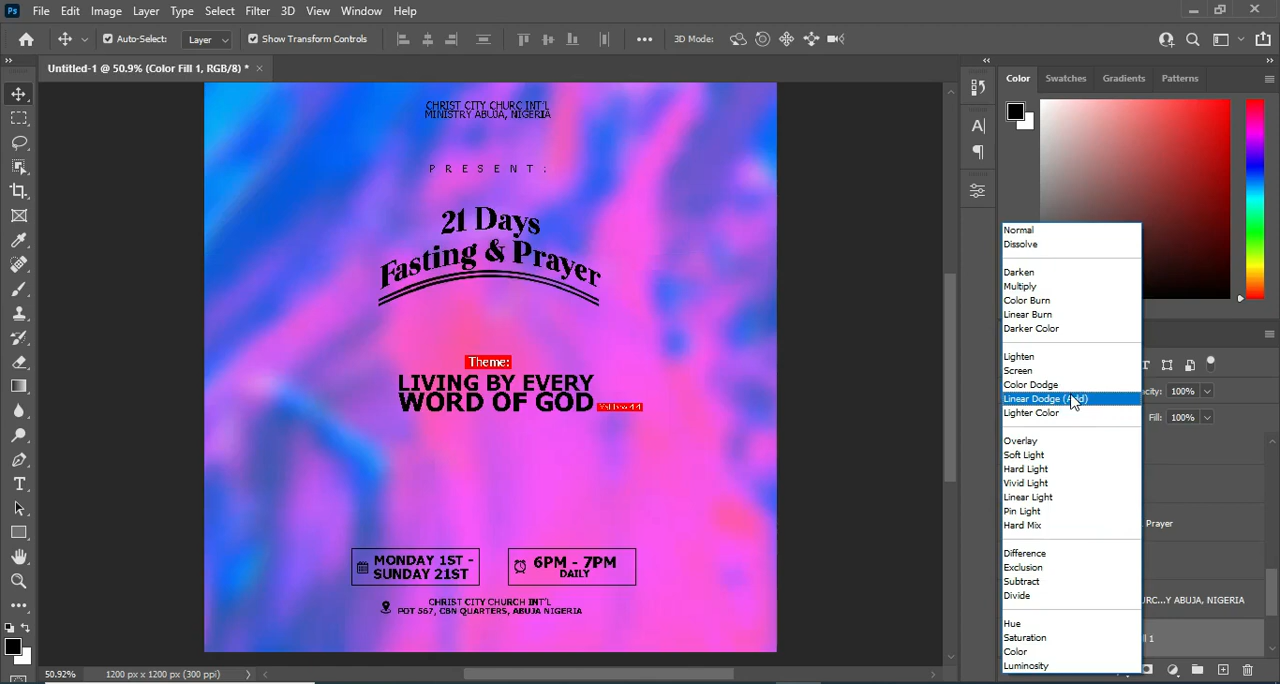 Ps File Edit Image Layer Type Select Filter 3D View Window Help
Auto-Select: Layer Show Transform Controls 3D Mode:
Untitled-1 @ 50.9% (Color Fill 1, RGB/8) * ×
Color Swatches Gradients Patterns
CHRIST CITY CHURC INT'L
MINISTRY ABUJA, NIGERIA
PRESENT:
21 Days
Fasting & Prayer
Theme:
LIVING BY EVERY
WORD OF GOD
MONDAY 1ST -
SUNDAY 21ST
6PM - 7PM
DAILY
CHRIST CITY CHURCH INT'L
POT 567, CBN QUARTERS, ABUJA NIGERIA
Normal
Dissolve
Darken
Multiply
Color Burn
Linear Burn
Darker Color
Lighten
Screen
Color Dodge
Linear Dodge (Add)
Lighter Color
Overlay
Soft Light
Hard Light
Vivid Light
Linear Light
Pin Light
Hard Mix
Difference
Exclusion
Subtract
Divide
Hue
Saturation
Color
Luminosity
100%
Fill: 100%
Prayer
Y ABUJA, NIGERIA
50.92% 1200 px x 1200 px (300 ppi)